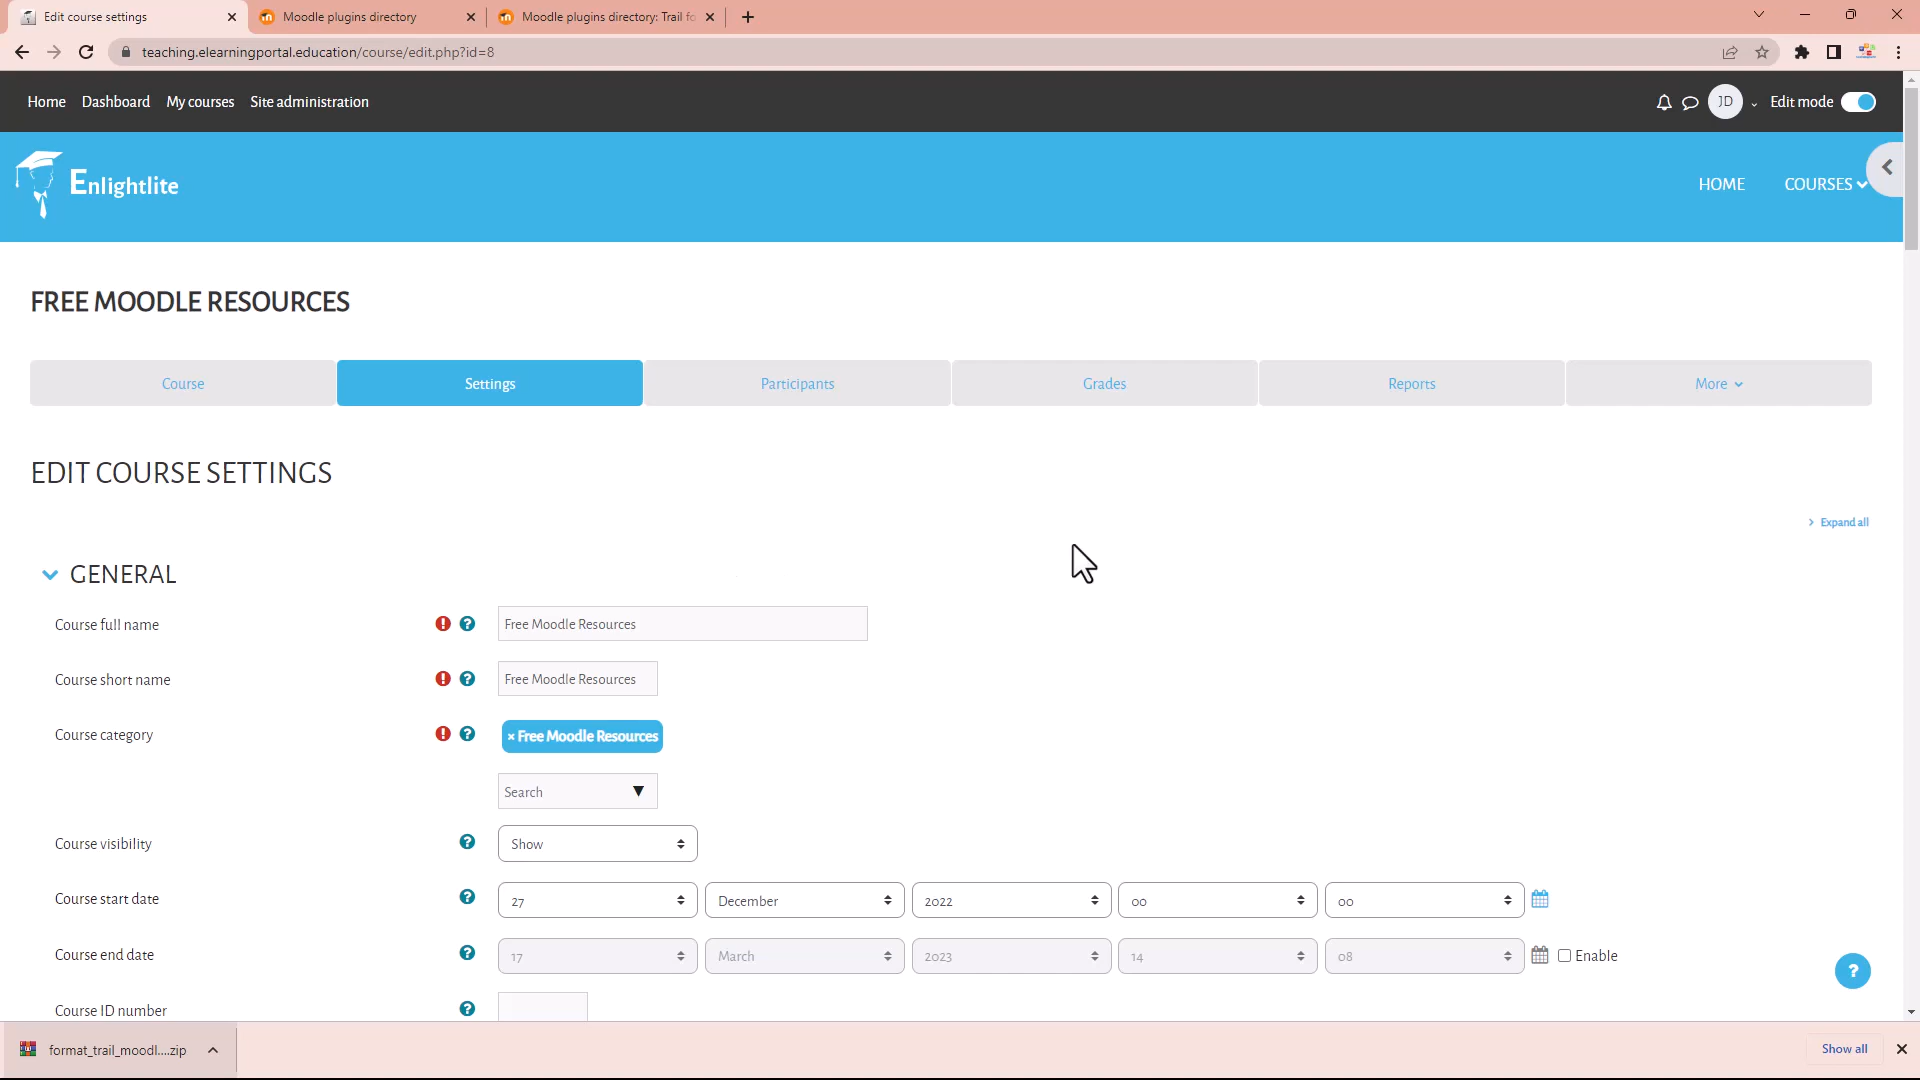 Edit course settings
Moodle plugins directory
Moodle plugins directory: Trail fo
teaching.elearningportal.education/course/edit.php?id=8
Home Dashboard My courses Site administration
JD Edit mode
Enlightlite
HOME COURSES
FREE MOODLE RESOURCES
Course Settings Participants Grades Reports More
EDIT COURSE SETTINGS
Expand all
GENERAL
Course full name ! ? Free Moodle Resources
Course short name ! ? Free Moodle Resources
Course category ! ? × Free Moodle Resources
Search ▼
Course visibility ? Show
Course start date ? 27 December 2022 00 00
Course end date ? 17 March 2023 14 08 Enable
?
Course ID number ?
format_trail_moodl....zip
Show all